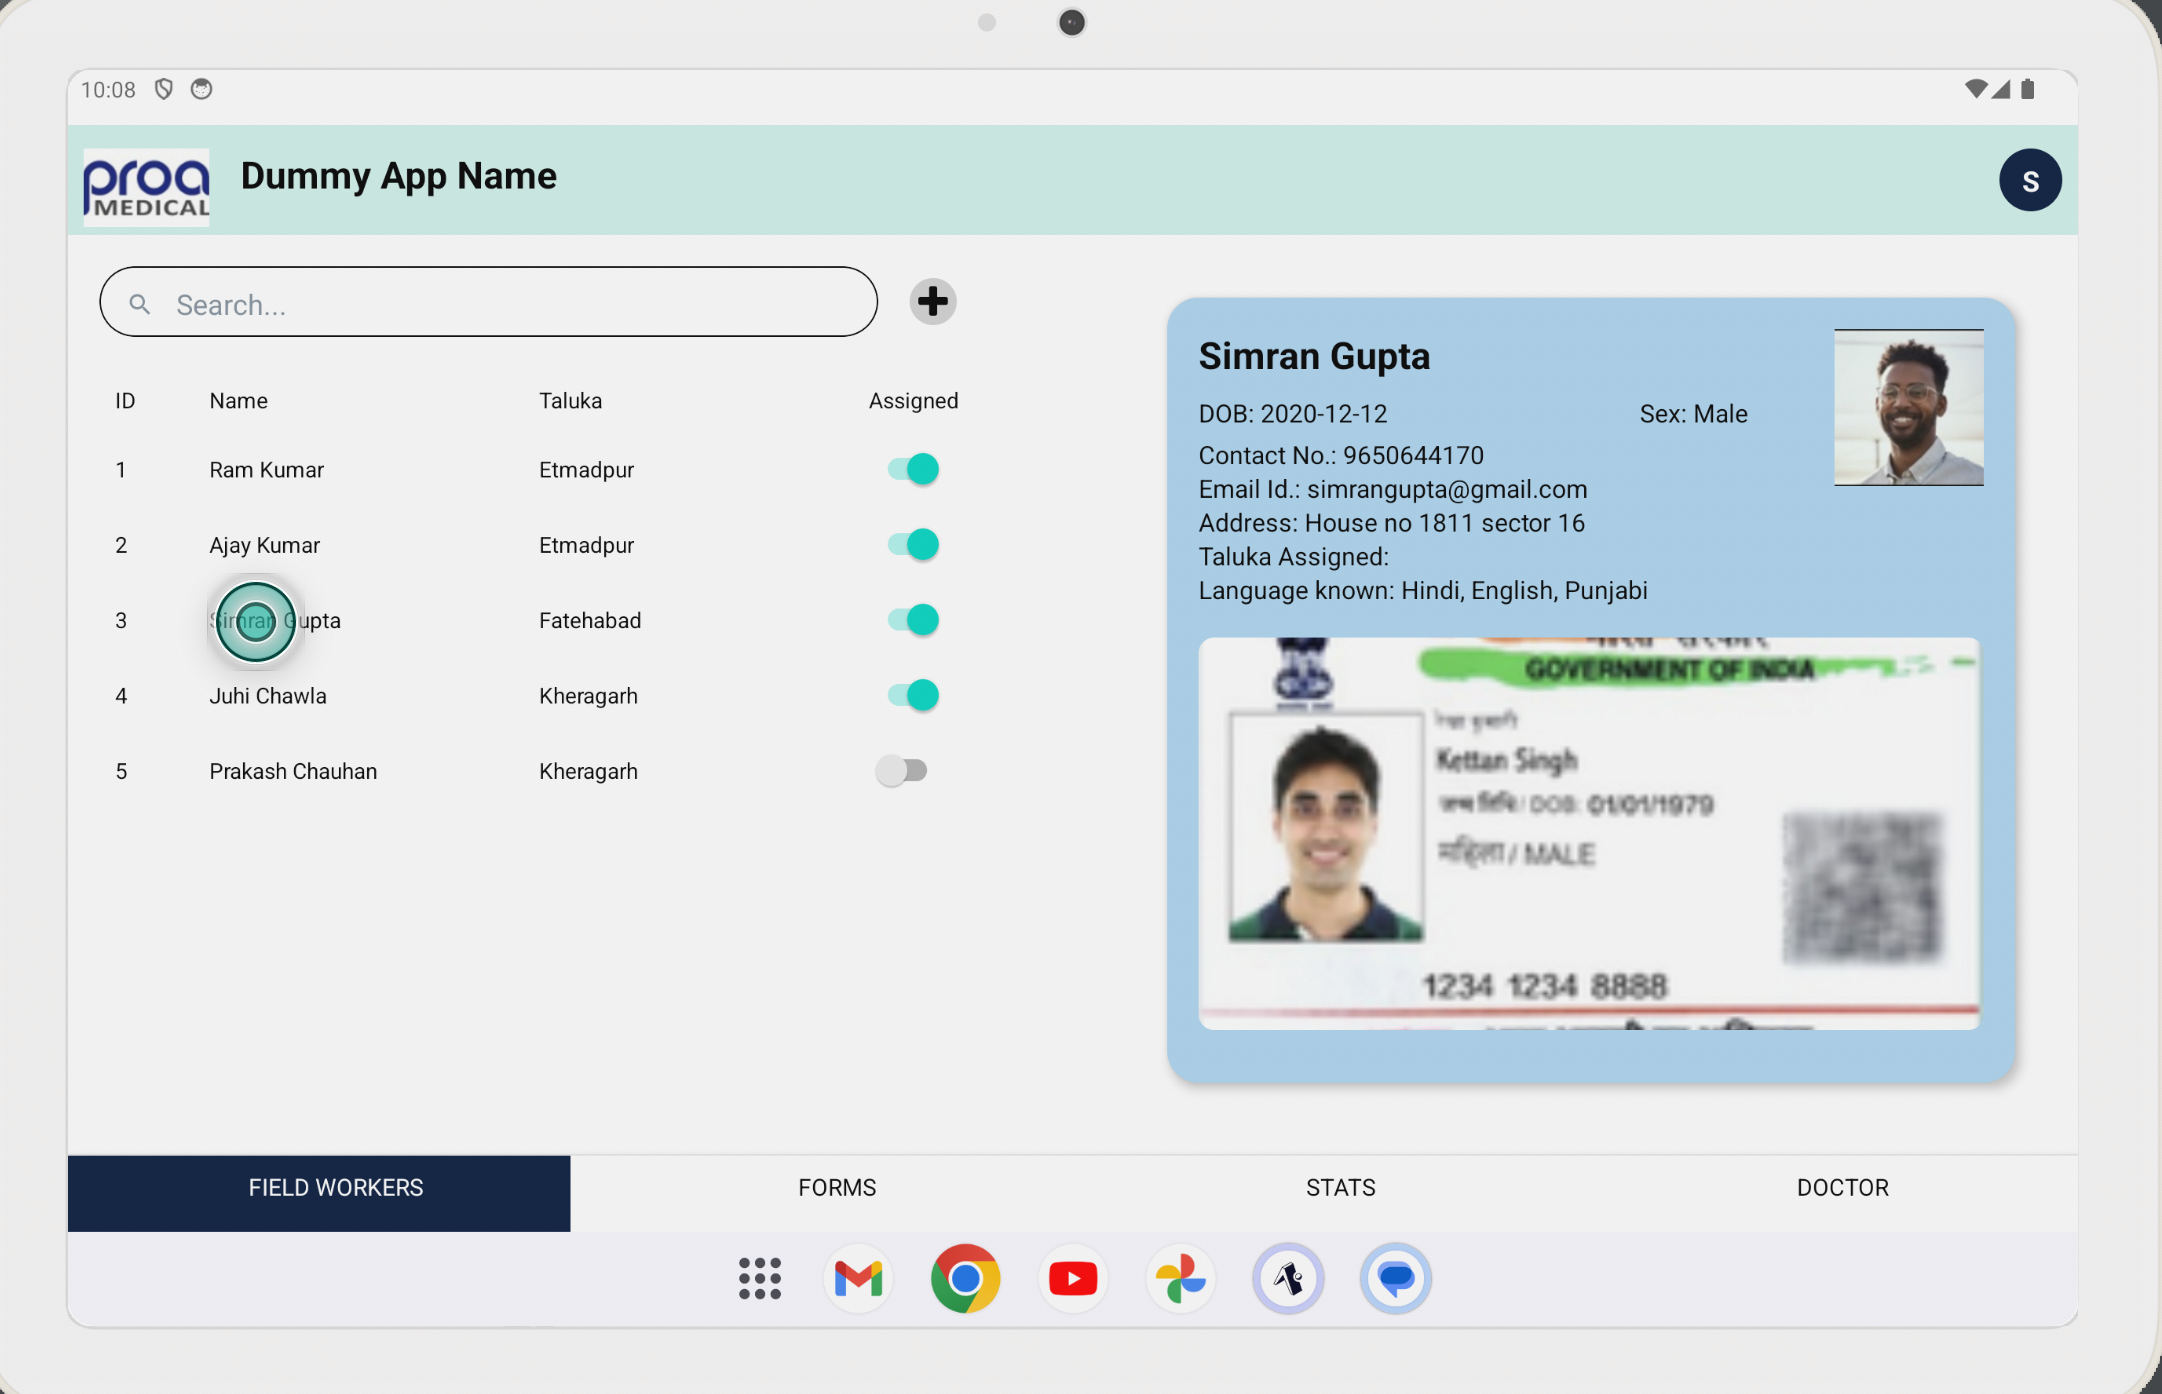 10:08
proa
MEDICAL
Dummy App Name
S
Search...
ID Name Taluka Assigned
1 Ram Kumar Etmadpur
2 Ajay Kumar Etmadpur
3 Simran Gupta Fatehabad
4 Juhi Chawla Kheragarh
5 Prakash Chauhan Kheragarh
Simran Gupta
DOB: 2020-12-12 Sex: Male
Contact No.: 9650644170
Email Id.: simrangupta@gmail.com
Address: House no 1811 sector 16
Taluka Assigned:
Language known: Hindi, English, Punjabi
GOVERNMENT OF INDIA
Kettan Singh
जन्म तिथि / DOB: 01/01/1979
महिला / MALE
1234 1234 8888
FIELD WORKERS FORMS STATS DOCTOR